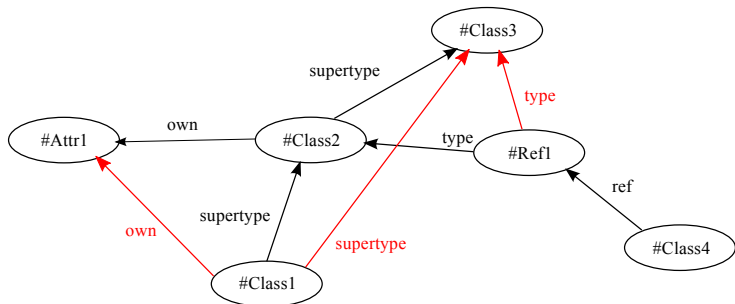 #Class3
supertype
type
own
#Attr1
#Class2
type
#Ref1
ref
supertype
own
supertype
#Class4
#Class1